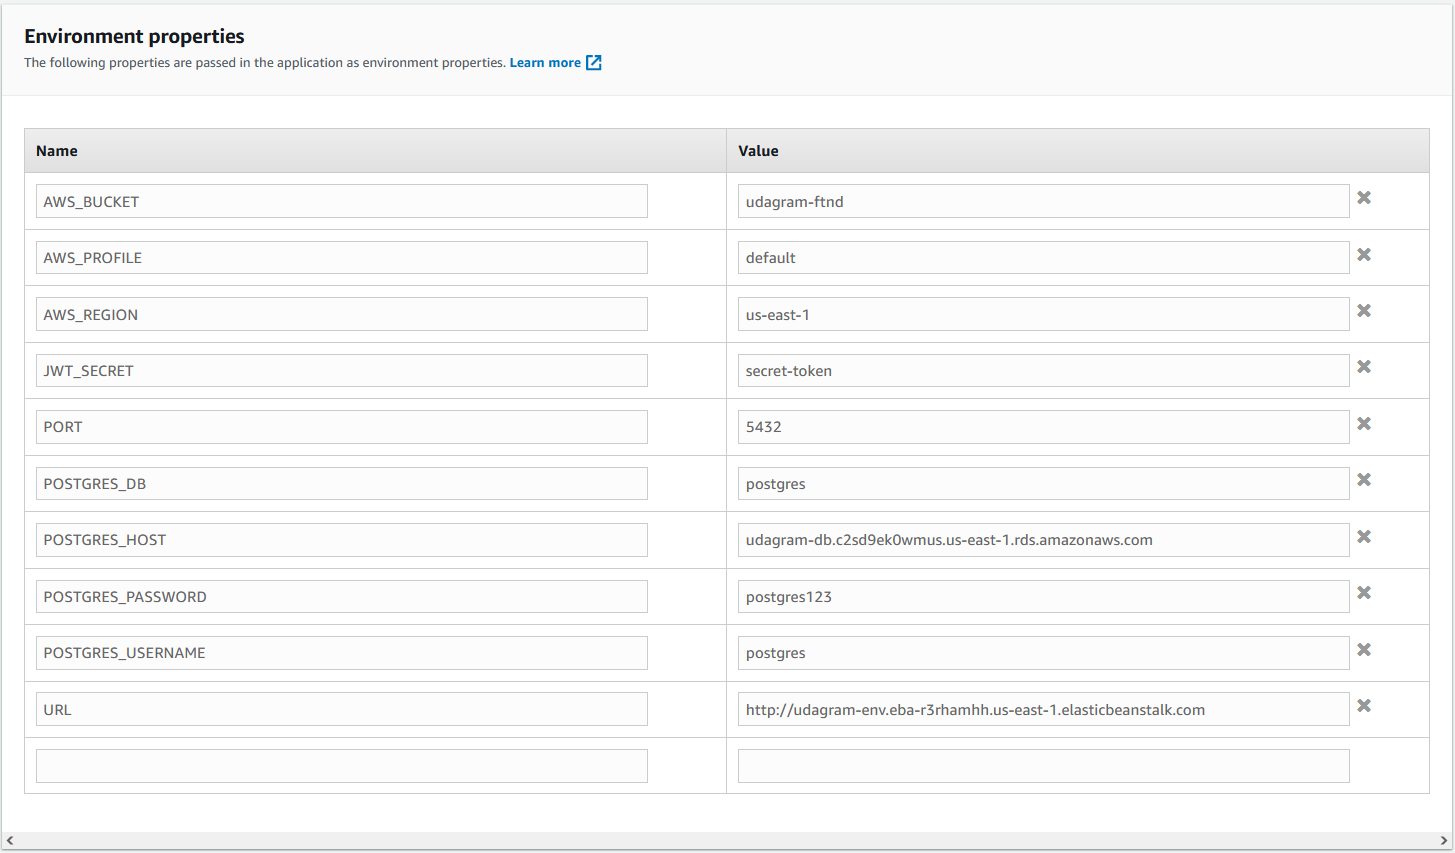 Environment properties
The following properties are passed in the application as environment properties. Learn more
Name Value
AWS_BUCKET udagram-ftnd
AWS_PROFILE default
AWS_REGION us-east-1
JWT_SECRET secret-token
PORT 5432
POSTGRES_DB postgres
POSTGRES_HOST udagram-db.c2sd9ek0wmus.us-east-1.rds.amazonaws.com
POSTGRES_PASSWORD postgres123
POSTGRES_USERNAME postgres
URL http://udagram-env.eba-r3rhamhh.us-east-1.elasticbeanstalk.com